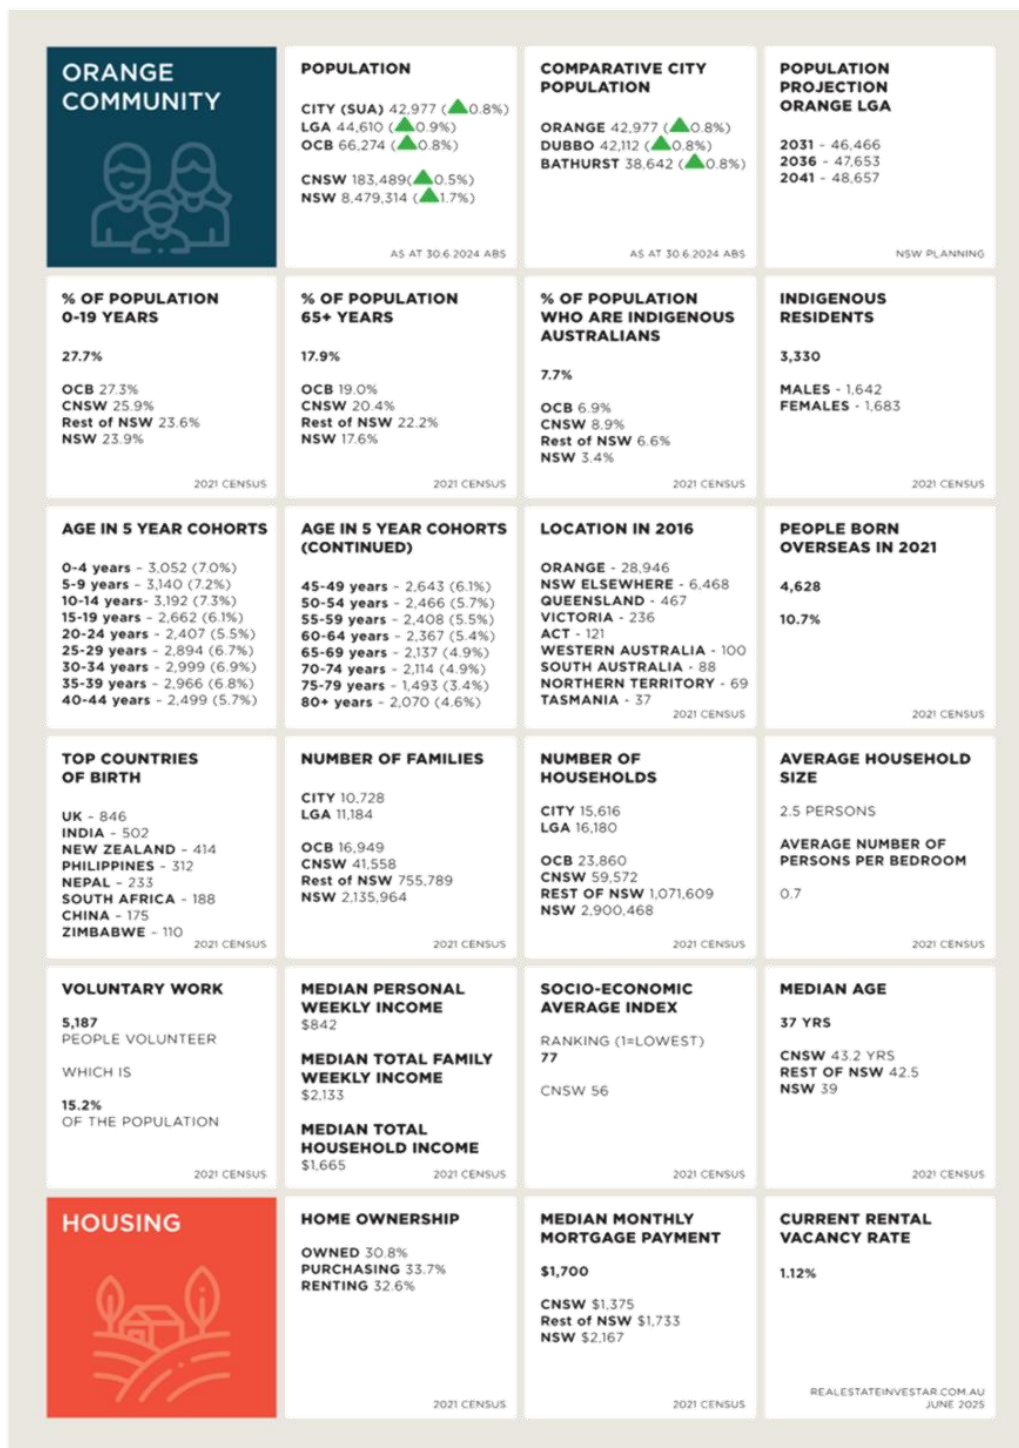 ORANGE
COMMUNITY
POPULATION
CITY (SUA) 42,977 (▲0.8%)
LGA 44,610 (▲0.9%)
OCB 66,274 (▲0.8%)
CNSW 183,489(▲0.5%)
NSW 8,479,314 (▲1.7%)
AS AT 30.6.2024 ABS
COMPARATIVE CITY
POPULATION
ORANGE 42,977 (▲0.8%)
DUBBO 42,112 (▲0.8%)
BATHURST 38,642 (▲0.8%)
AS AT 30.6.2024 ABS
POPULATION
PROJECTION
ORANGE LGA
2031 - 46,466
2036 - 47,653
2041 - 48,657
NSW PLANNING
% OF POPULATION
0-19 YEARS
27.7%
OCB 27.3%
CNSW 25.9%
Rest of NSW 23.6%
NSW 23.9%
2021 CENSUS
% OF POPULATION
65+ YEARS
17.9%
OCB 19.0%
CNSW 20.4%
Rest of NSW 22.2%
NSW 17.6%
2021 CENSUS
% OF POPULATION
WHO ARE INDIGENOUS
AUSTRALIANS
7.7%
OCB 6.9%
CNSW 8.9%
Rest of NSW 6.6%
NSW 3.4%
2021 CENSUS
INDIGENOUS
RESIDENTS
3,330
MALES - 1,642
FEMALES - 1,683
2021 CENSUS
AGE IN 5 YEAR COHORTS
0-4 years - 3,052 (7.0%)
5-9 years - 3,140 (7.2%)
10-14 years- 3,192 (7.3%)
15-19 years - 2,662 (6.1%)
20-24 years - 2,407 (5.5%)
25-29 years - 2,894 (6.7%)
30-34 years - 2,999 (6.9%)
35-39 years - 2,966 (6.8%)
40-44 years - 2,499 (5.7%)
AGE IN 5 YEAR COHORTS
(CONTINUED)
45-49 years - 2,643 (6.1%)
50-54 years - 2,466 (5.7%)
55-59 years - 2,408 (5.5%)
60-64 years - 2,367 (5.4%)
65-69 years - 2,137 (4.9%)
70-74 years - 2,114 (4.9%)
75-79 years - 1,493 (3.4%)
80+ years - 2,070 (4.6%)
LOCATION IN 2016
ORANGE - 28,946
NSW ELSEWHERE - 6,468
QUEENSLAND - 467
VICTORIA - 236
ACT - 121
WESTERN AUSTRALIA - 100
SOUTH AUSTRALIA - 88
NORTHERN TERRITORY - 69
TASMANIA - 37
2021 CENSUS
PEOPLE BORN
OVERSEAS IN 2021
4,628
10.7%
2021 CENSUS
TOP COUNTRIES
OF BIRTH
UK - 846
INDIA - 502
NEW ZEALAND - 414
PHILIPPINES - 312
NEPAL - 233
SOUTH AFRICA - 188
CHINA - 175
ZIMBABWE - 110
2021 CENSUS
NUMBER OF FAMILIES
CITY 10,728
LGA 11,184
OCB 16,949
CNSW 41,558
Rest of NSW 755,789
NSW 2,135,964
2021 CENSUS
NUMBER OF
HOUSEHOLDS
CITY 15,616
LGA 16,180
OCB 23,860
CNSW 59,572
REST OF NSW 1,071,609
NSW 2,900,468
2021 CENSUS
AVERAGE HOUSEHOLD
SIZE
2.5 PERSONS
AVERAGE NUMBER OF
PERSONS PER BEDROOM
0.7
2021 CENSUS
VOLUNTARY WORK
5,187
PEOPLE VOLUNTEER
WHICH IS
15.2%
OF THE POPULATION
2021 CENSUS
MEDIAN PERSONAL
WEEKLY INCOME
$842
MEDIAN TOTAL FAMILY
WEEKLY INCOME
$2,133
MEDIAN TOTAL
HOUSEHOLD INCOME
$1,665
2021 CENSUS
SOCIO-ECONOMIC
AVERAGE INDEX
RANKING (1=LOWEST)
77
CNSW 56
2021 CENSUS
MEDIAN AGE
37 YRS
CNSW 43.2 YRS
REST OF NSW 42.5
NSW 39
2021 CENSUS
HOUSING
HOME OWNERSHIP
OWNED 30.8%
PURCHASING 33.7%
RENTING 32.6%
2021 CENSUS
MEDIAN MONTHLY
MORTGAGE PAYMENT
$1,700
CNSW $1,375
Rest of NSW $1,733
NSW $2,167
2021 CENSUS
CURRENT RENTAL
VACANCY RATE
1.12%
REALESTATEINVESTAR.COM.AU
JUNE 2025